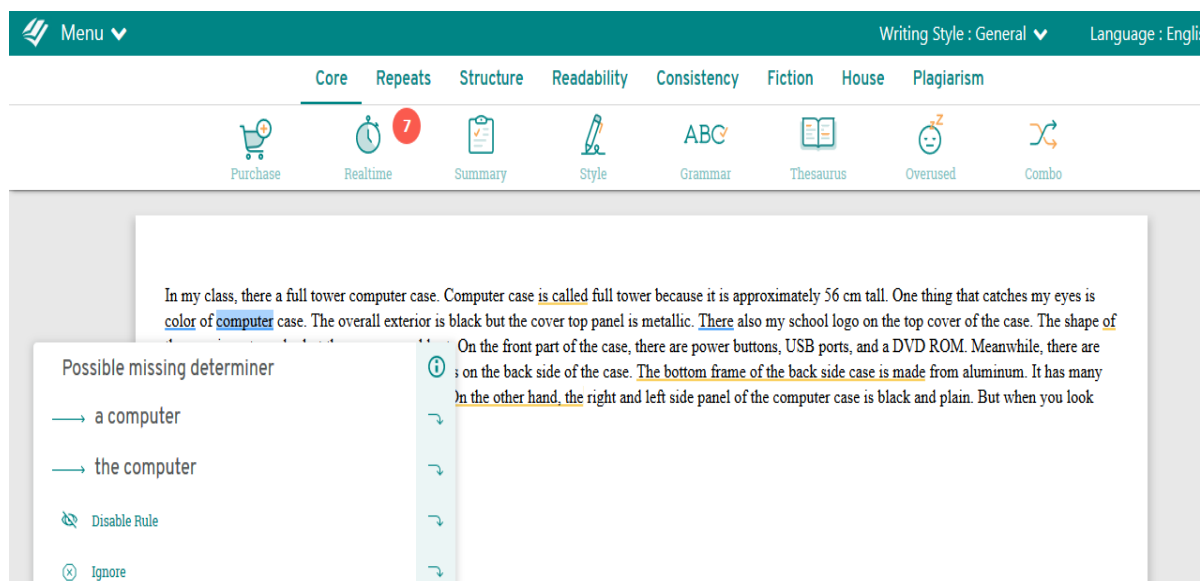 Menu Writing Style : General Language : Englis
Core Repeats Structure Readability Consistency Fiction House Plagiarism
7
Purchase Realtime Summary Style Grammar Thesaurus Overused Combo
In my class, there a full tower computer case. Computer case is called full tower because it is approximately 56 cm tall. One thing that catches my eyes is
color of computer case. The overall exterior is black but the cover top panel is metallic. There also my school logo on the top cover of the case. The shape of
On the front part of the case, there are power buttons, USB ports, and a DVD ROM. Meanwhile, there are
s on the back side of the case. The bottom frame of the back side case is made from aluminum. It has many
On the other hand, the right and left side panel of the computer case is black and plain. But when you look
Possible missing determiner
a computer
the computer
Disable Rule
Ignore